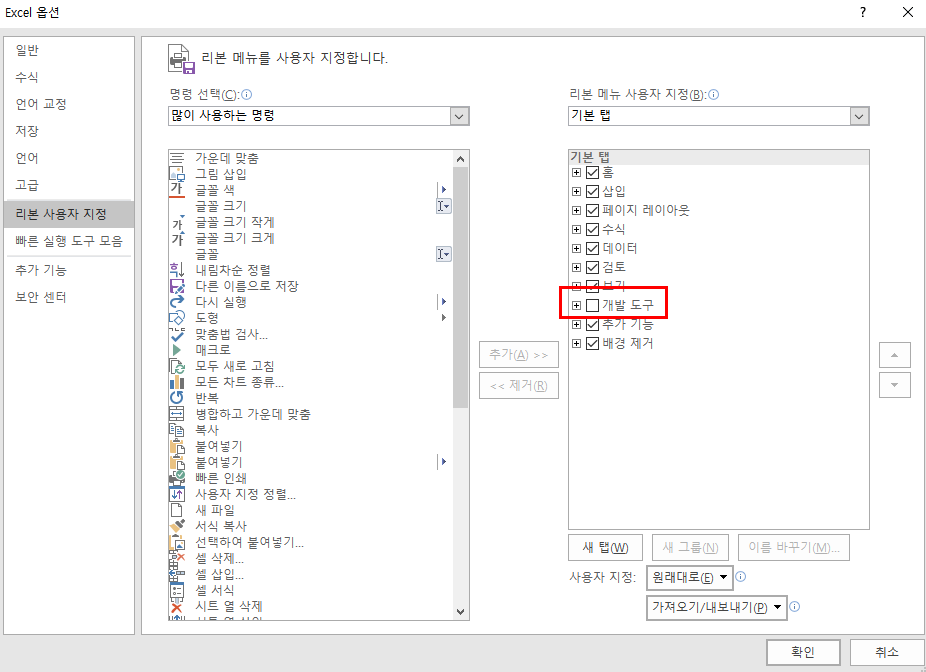 Excel 옵션
?
일반
수식
언어 교정
저장
언어
고급
리본 사용자 지정
빠른 실행 도구 모음
추가 기능
보안 센터
리본 메뉴를 사용자 지정합니다.
명령 선택(C):
많이 사용하는 명령
가운데 맞춤
그림 삽입
글꼴 색
글꼴 크기
글꼴 크기 작게
글꼴 크기 크게
글꼴
내림차순 정렬
다른 이름으로 저장
다시 실행
도형
맞춤법 검사...
매크로
모두 새로 고침
모든 차트 종류...
반복
병합하고 가운데 맞춤
복사
붙여넣기
붙여넣기
빠른 인쇄
사용자 지정 정렬...
새 파일
서식 복사
선택하여 붙여넣기...
셀 삭제...
셀 삽입...
셀 서식
시트 열 삭제
추가(A) >>
<< 제거(R)
리본 메뉴 사용자 지정(B):
기본 탭
기본 탭
홈
삽입
페이지 레이아웃
수식
데이터
검토
보기
개발 도구
추가 기능
배경 제거
새 탭(W)
새 그룹(N)
이름 바꾸기(M)...
사용자 지정:
원래대로(E)
가져오기/내보내기(P)
확인
취소